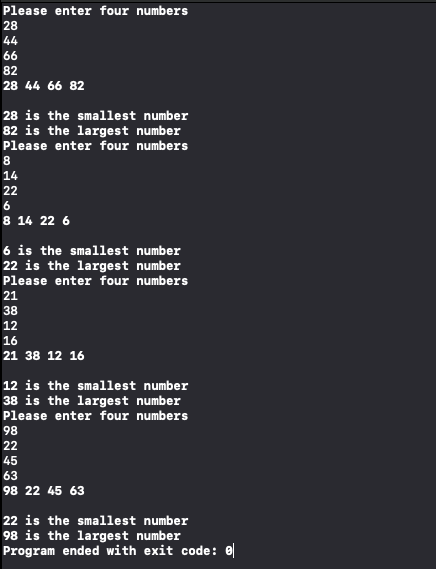 Please enter four numbers
28
44
66
82
28 44 66 82
28 is the smallest number
82 is the largest number
Please enter four numbers
8
14
22
6
8 14 22 6
6 is the smallest number
22 is the largest number
Please enter four numbers
21
38
12
16
21 38 12 16
12 is the smallest number
38 is the largest number
Please enter four numbers
98
22
45
63
98 22 45 63
22 is the smallest number
98 is the largest number
Program ended with exit code: 0